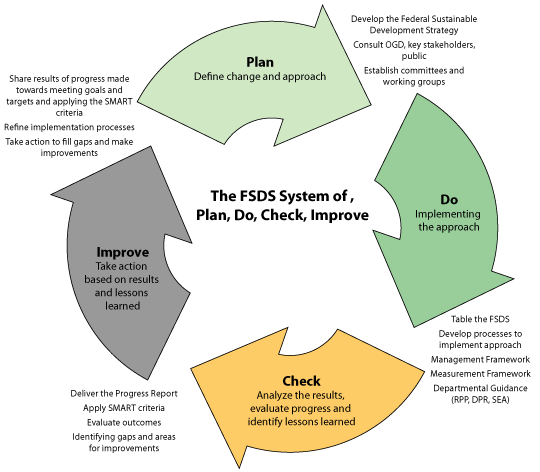 Plan
Define change and approach
Develop the Federal Sustainable
Development Strategy
Consult OGD, key stakeholders,
public
Establish committees and
working groups
Share results of progress made
towards meeting goals and
targets and applying the SMART
criteria
Refine implementation processes
Take action to fill gaps and make
improvements
The FSDS System of ,
Plan, Do, Check, Improve
Do
Implementing
the approach
Improve
Take action
based on results
and lessons
learned
Table the FSDS
Develop processes to
implement approach
Management Framework
Measurement Framework
Departmental Guidance
(RPP, DPR, SEA)
Check
Analyze the results,
evaluate progress and
identify lessons learned
Deliver the Progress Report
Apply SMART criteria
Evaluate outcomes
Identifying gaps and areas
for improvements